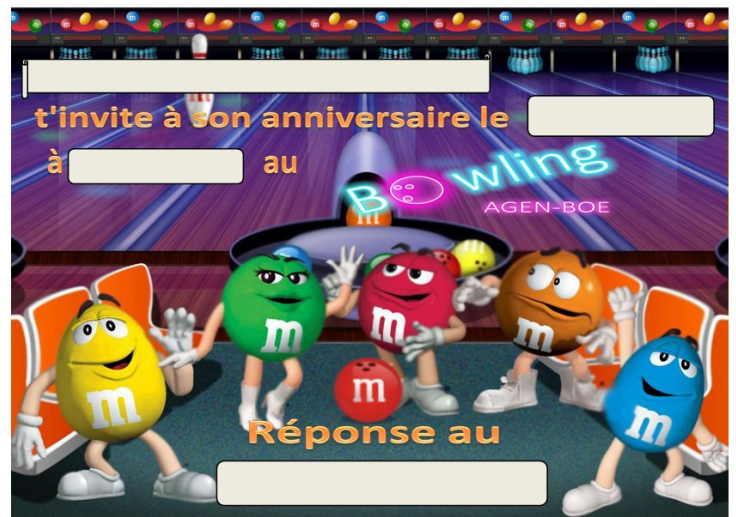 t'invite à son anniversaire le
à au
Bowling
AGEN-BOE
m m m m m m
Réponse au